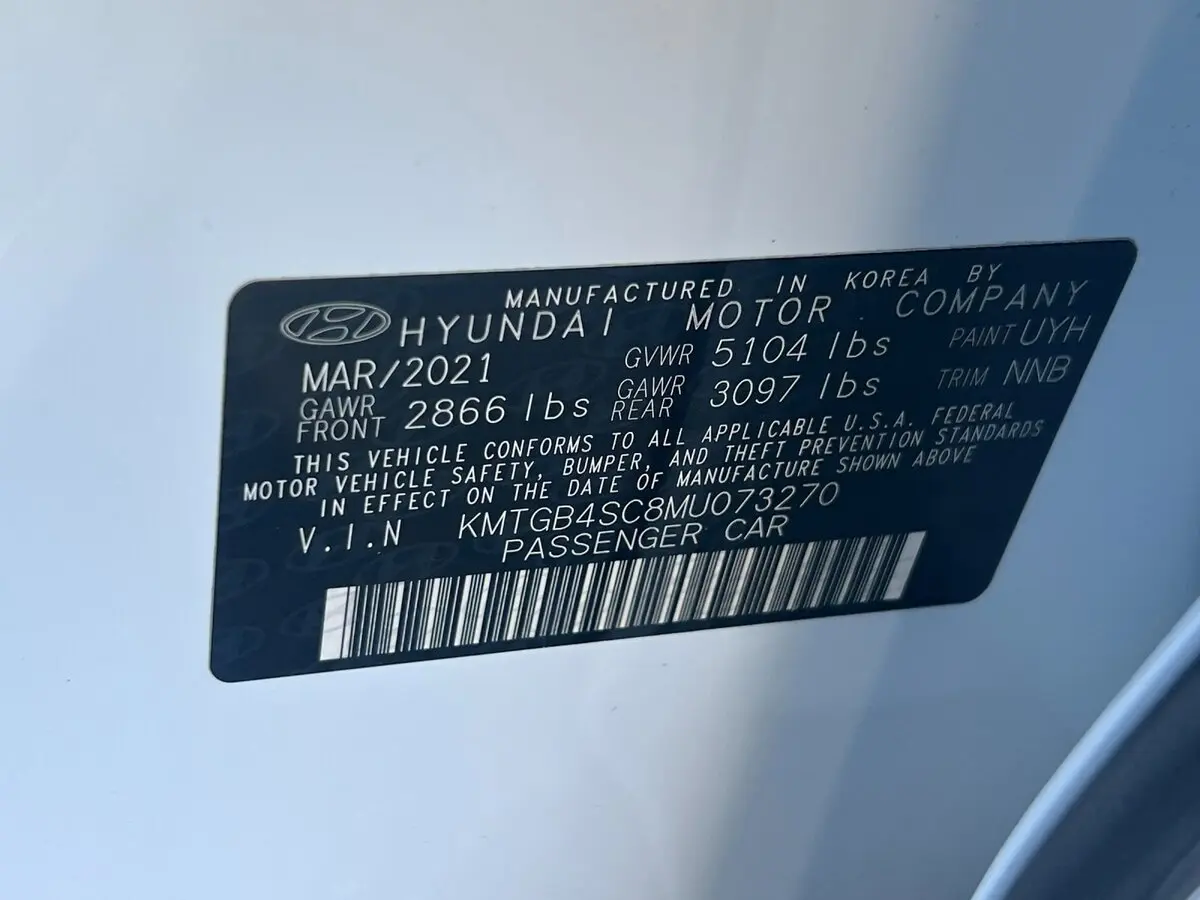 MANUFACTURED IN KOREA BY
HYUNDAI MOTOR COMPANY
MAR/2021 GVWR 5104 lbs PAINT UYH
GAWR FRONT 2866 lbs GAWR REAR 3097 lbs TRIM NNB
THIS VEHICLE CONFORMS TO ALL APPLICABLE U.S.A. FEDERAL
MOTOR VEHICLE SAFETY, BUMPER, AND THEFT PREVENTION STANDARDS
IN EFFECT ON THE DATE OF MANUFACTURE SHOWN ABOVE
V.I.N KMTGB4SC8MU073270
PASSENGER CAR